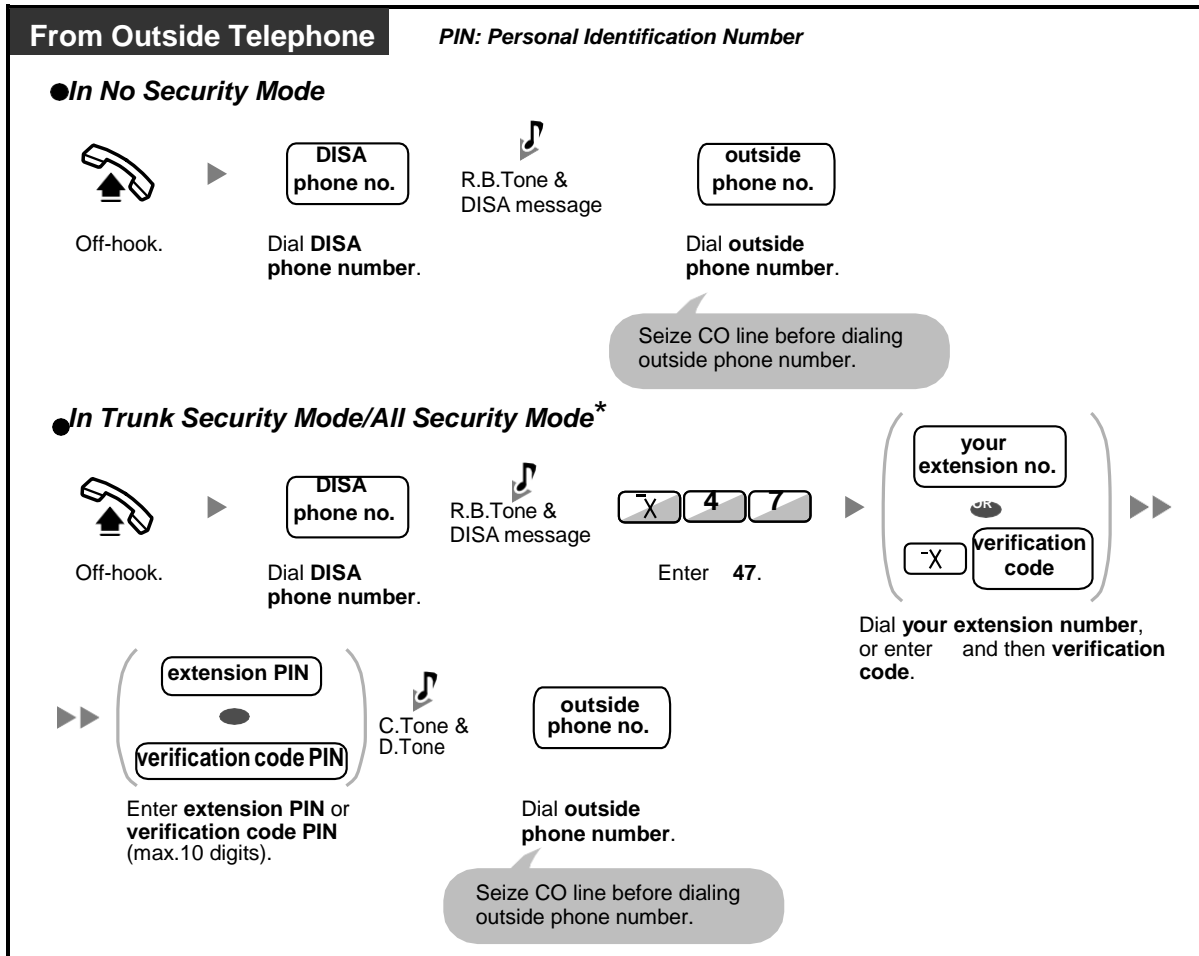 From Outside Telephone
PIN: Personal Identification Number
●In No Security Mode
DISA
phone no.
R.B.Tone &
DISA message
outside
phone no.
Off-hook.
Dial DISA
phone number.
Dial outside
phone number.
Seize CO line before dialing
outside phone number.
●In Trunk Security Mode/All Security Mode*
DISA
phone no.
R.B.Tone &
DISA message
X 4 7
your
extension no.
OR
X verification
code
Off-hook.
Dial DISA
phone number.
Enter 47.
Dial your extension number,
or enter and then verification
code.
extension PIN
verification code PIN
C.Tone &
D.Tone
outside
phone no.
Enter extension PIN or
verification code PIN
(max.10 digits).
Dial outside
phone number.
Seize CO line before dialing
outside phone number.